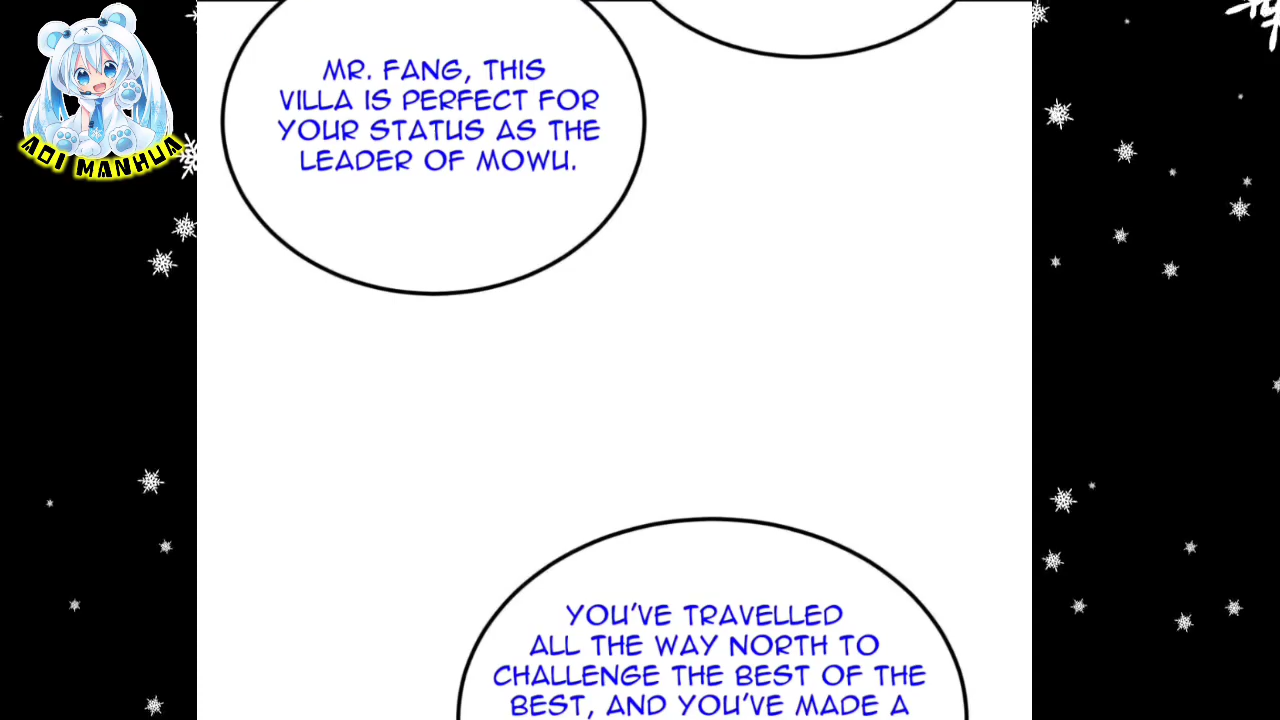 AOI MANHUA
MR. FANG, THIS
VILLA IS PERFECT FOR
YOUR STATUS AS THE
LEADER OF MOWU.
YOU'VE TRAVELLED
ALL THE WAY NORTH TO
CHALLENGE THE BEST OF THE
BEST, AND YOU'VE MADE A